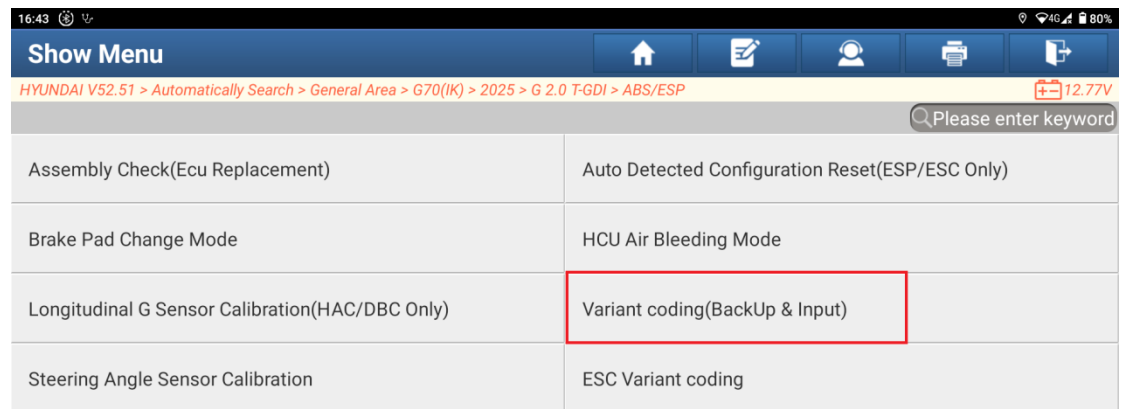 16:43 4G 80%
Show Menu
HYUNDAI V52.51 > Automatically Search > General Area > G70(IK) > 2025 > G 2.0 T-GDI > ABS/ESP 12.77V
Please enter keyword
Assembly Check(Ecu Replacement) Auto Detected Configuration Reset(ESP/ESC Only)
Brake Pad Change Mode HCU Air Bleeding Mode
Longitudinal G Sensor Calibration(HAC/DBC Only) Variant coding(BackUp & Input)
Steering Angle Sensor Calibration ESC Variant coding